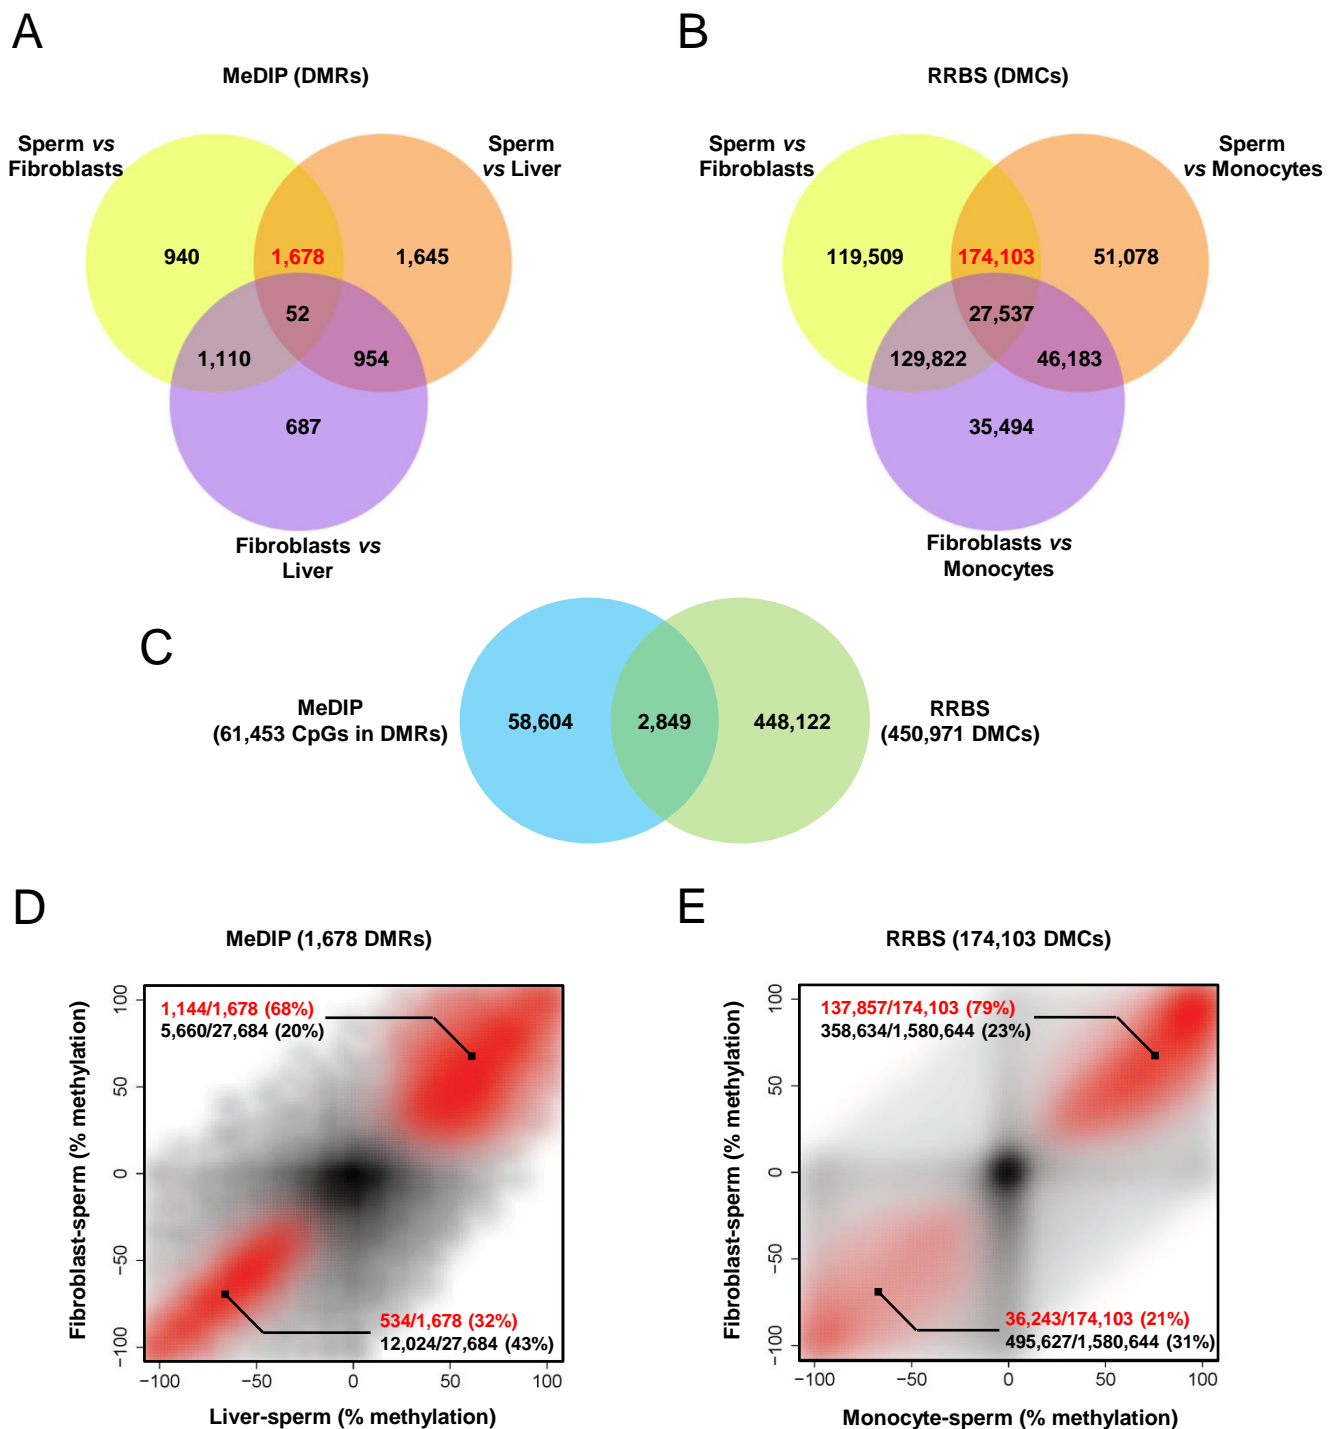 A
MeDIP (DMRs)
Sperm vs
Fibroblasts
Sperm
vs Liver
940
1,678
1,645
52
1,110
954
687
Fibroblasts vs
Liver
B
RRBS (DMCs)
Sperm vs
Fibroblasts
Sperm
vs Monocytes
119,509
174,103
51,078
27,537
129,822
46,183
35,494
Fibroblasts vs
Monocytes
C
MeDIP
(61,453 CpGs in DMRs)
58,604
2,849
448,122
RRBS
(450,971 DMCs)
D
MeDIP (1,678 DMRs)
Fibroblast-sperm (% methylation)
100
50
0
−50
−100
1,144/1,678 (68%)
5,660/27,684 (20%)
534/1,678 (32%)
12,024/27,684 (43%)
−100
−50
0
50
100
Liver-sperm (% methylation)
E
RRBS (174,103 DMCs)
Fibroblast-sperm (% methylation)
100
50
0
−50
−100
137,857/174,103 (79%)
358,634/1,580,644 (23%)
36,243/174,103 (21%)
495,627/1,580,644 (31%)
−100
−50
0
50
100
Monocyte-sperm (% methylation)